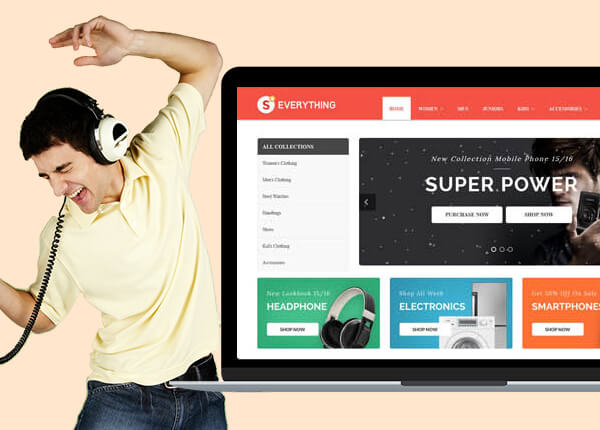 S EVERYTHING
HOME WOMEN MEN JUNIORS KIDS ACCESSORIES
ALL COLLECTIONS
Women's Clothing
Men's Clothing
Steel Watches
Handbags
Shoes
Kid's Clothing
Accessories
New Collection Mobile Phone 15/16
SUPER POWER
PURCHASE NOW SHOP NOW
New Lookbook 15/16
HEADPHONE
SHOP NOW
Shop All Week
ELECTRONICS
SHOP NOW
Get 50% Off On Sale
SMARTPHONES
SHOP NOW